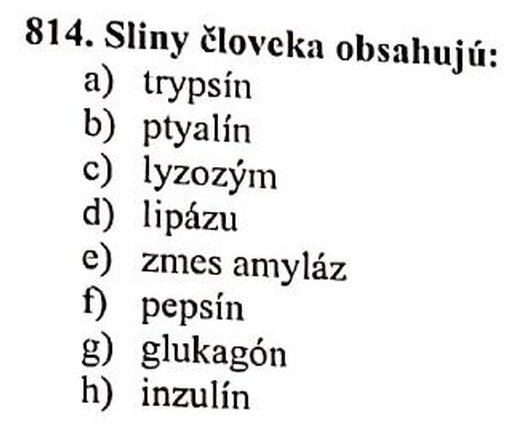 814. Sliny človeka obsahujú:
a) trypsín
b) ptyalín
c) lyzozým
d) lipázu
e) zmes amyláz
f) pepsín
g) glukagón
h) inzulín